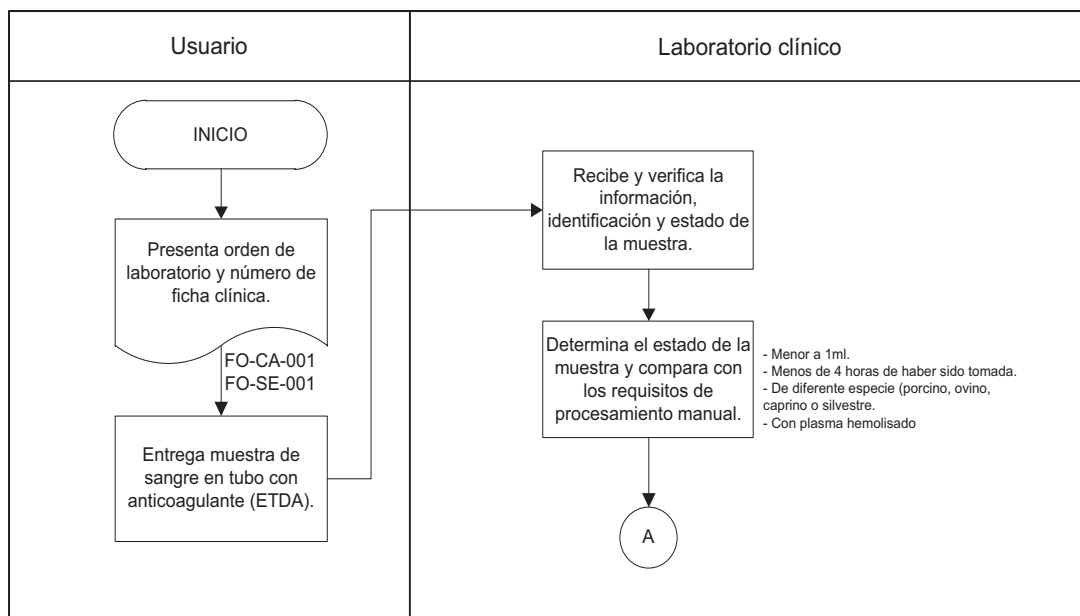 Usuario
Laboratorio clínico
INICIO
Presenta orden de
laboratorio y número de
ficha clínica.
FO-CA-001
FO-SE-001
Entrega muestra de
sangre en tubo con
anticoagulante (ETDA).
Recibe y verifica la
información,
identificación y estado de
la muestra.
Determina el estado de la
muestra y compara con
los requisitos de
procesamiento manual.
- Menor a 1ml.
- Menos de 4 horas de haber sido tomada.
- De diferente especie (porcino, ovino,
caprino o silvestre.
- Con plasma hemolisado
A